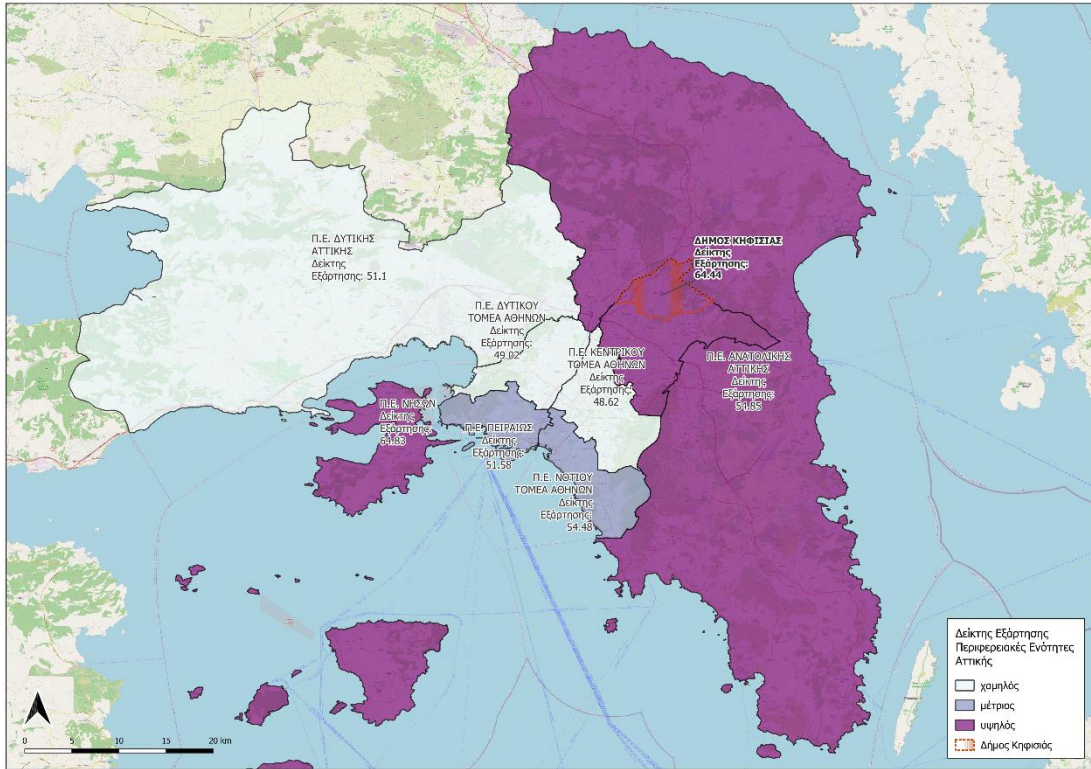 Π.Ε. ΔΥΤΙΚΗΣ
ΑΤΤΙΚΗΣ
Δείκτης
Εξάρτησης: 51.1
ΔΗΜΟΣ ΚΗΦΙΣΙΑΣ
Δείκτης
Εξάρτησης:
64.44
Π.Ε. ΔΥΤΙΚΟΥ
ΤΟΜΕΑ ΑΘΗΝΩΝ
Δείκτης
Εξάρτησης:
49.02
Π.Ε. ΚΕΝΤΡΙΚΟΥ
ΤΟΜΕΑ ΑΘΗΝΩΝ
Δείκτης
Εξάρτησης:
48.62
Π.Ε. ΑΝΑΤΟΛΙΚΗΣ
ΑΤΤΙΚΗΣ
Δείκτης
Εξάρτησης:
54.85
Π.Ε. ΝΗΣΩΝ
Δείκτης
Εξάρτησης:
64.83
Π.Ε. ΠΕΙΡΑΙΩΣ
Δείκτης
Εξάρτησης:
51.58
Π.Ε. ΝΟΤΙΟΥ
ΤΟΜΕΑ ΑΘΗΝΩΝ
Δείκτης
Εξάρτησης:
54.48
Δείκτης Εξάρτησης
Περιφερειακές Ενότητες
Αττικής
χαμηλός
μέτριος
υψηλός
Δήμος Κηφισιάς
0 5 10 15 20 km